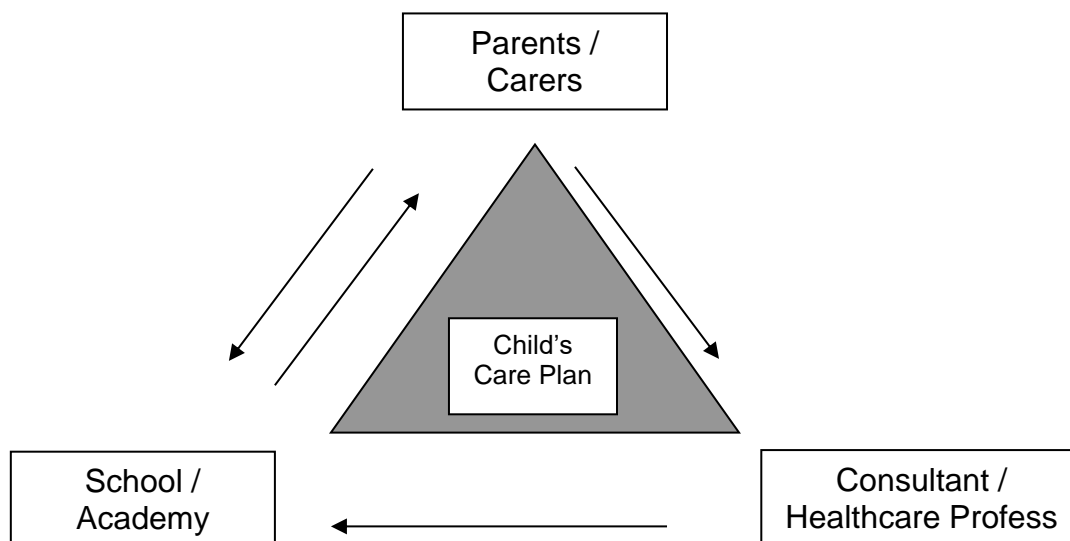 Parents /
Carers
Child’s
Care Plan
School /
Academy
Consultant /
Healthcare Profess